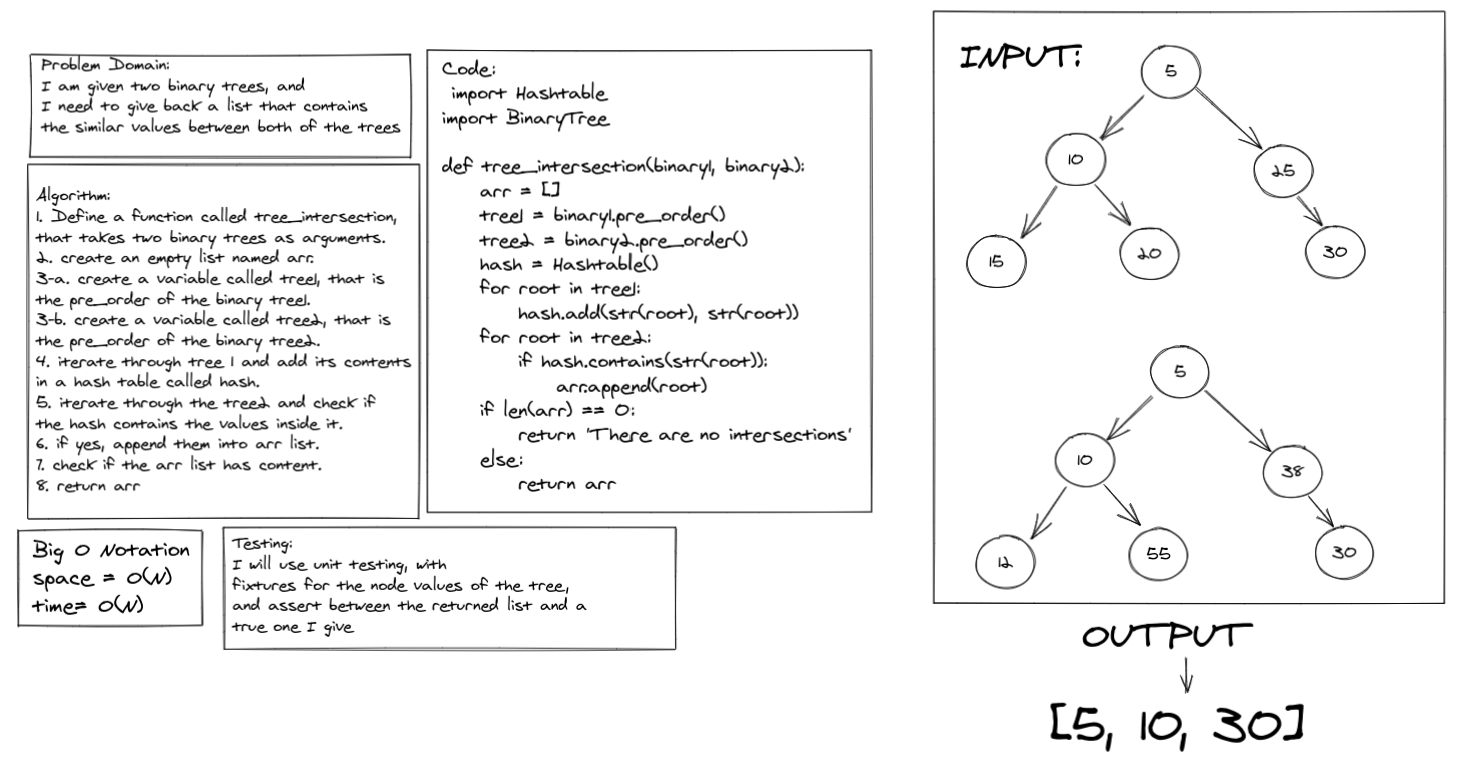 Problem Domain:
I am given two binary trees, and
I need to give back a list that contains
the similar values between both of the trees
Algorithm:
1. Define a function called tree_intersection,
that takes two binary trees as arguments.
2. create an empty list named arr.
3-a. create a variable called tree1, that is
the pre_order of the binary tree1.
3-b. create a variable called tree2, that is
the pre_order of the binary tree2.
4. iterate through tree 1 and add its contents
in a hash table called hash.
5. iterate through the tree2 and check if
the hash contains the values inside it.
6. if yes, append them into arr list.
7. check if the arr list has content.
8. return arr
Big O Notation
space = O(N)
time= O(N)
Testing:
I will use unit testing, with
fixtures for the node values of the tree,
and assert between the returned list and a
true one I give
Code:
import Hashtable
import BinaryTree
def tree_intersection(binary1, binary2):
arr = []
tree1 = binary1.pre_order()
tree2 = binary2.pre_order()
hash = Hashtable()
for root in tree1:
hash.add(str(root), str(root))
for root in tree2:
if hash.contains(str(root)):
arr.append(root)
if len(arr) == 0:
return 'There are no intersections'
else:
return arr
INPUT:
5
10
25
15
20
30
5
10
38
12
55
30
OUTPUT
[5, 10, 30]